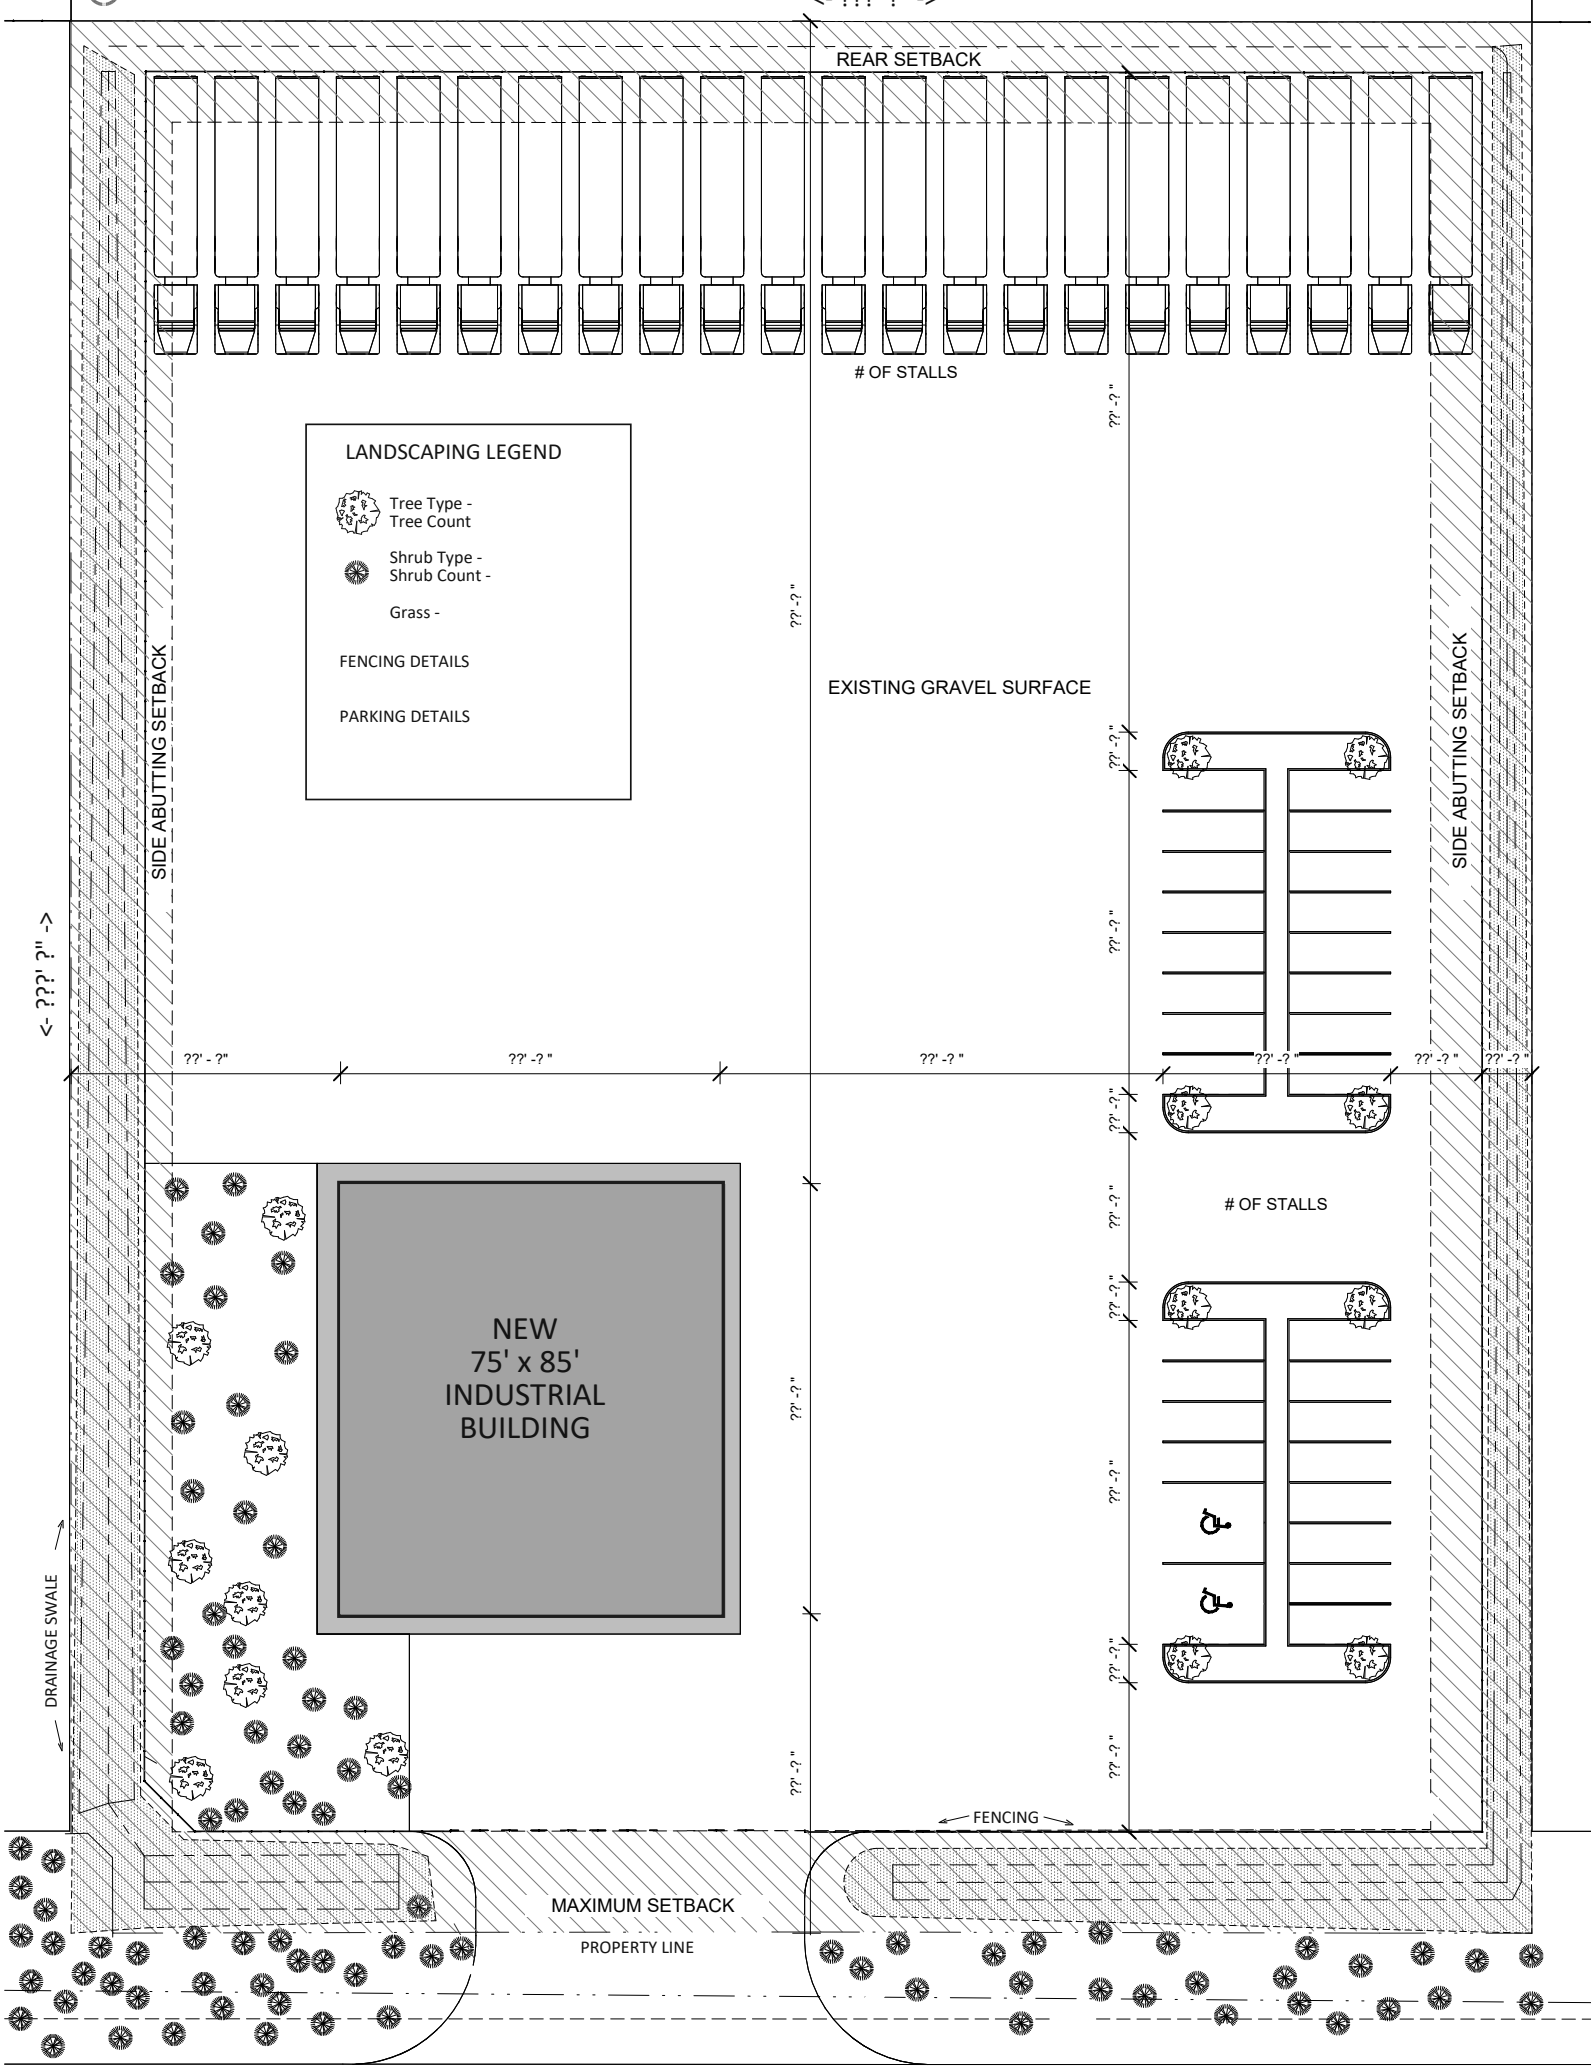 REAR SETBACK
# OF STALLS
??' -? "
LANDSCAPING LEGEND
Tree Type -
Tree Count
Shrub Type -
Shrub Count -
Grass -
FENCING DETAILS
PARKING DETAILS
??' -? "
SIDE ABUTTING SETBACK
SIDE ABUTTING SETBACK
EXISTING GRAVEL SURFACE
??' -? "
??' -? "
<- ???' ?" ->
??' - ?"
??' -? "
??' -? "
??' -? "
??' -? "
??' -? "
??' -? "
??' -? "
# OF STALLS
??' -? "
NEW
75' x 85'
INDUSTRIAL
BUILDING
??' -? "
??' -? "
DRAINAGE SWALE
??' -? "
??' -? "
??' -? "
<- FENCING ->
MAXIMUM SETBACK
PROPERTY LINE